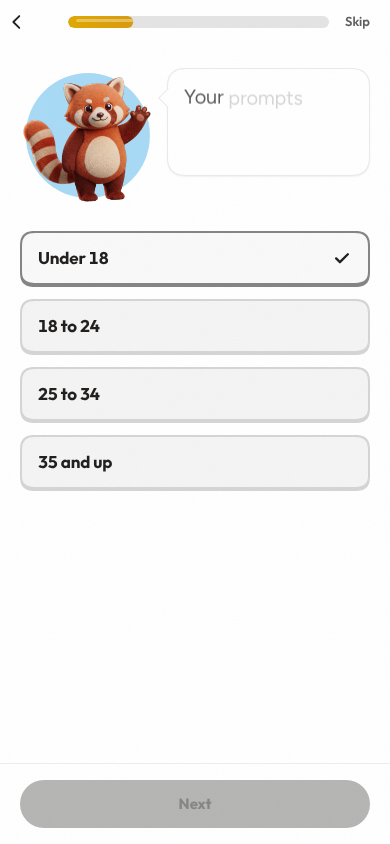 Skip
Your prompts
Under 18
18 to 24
25 to 34
35 and up
Next